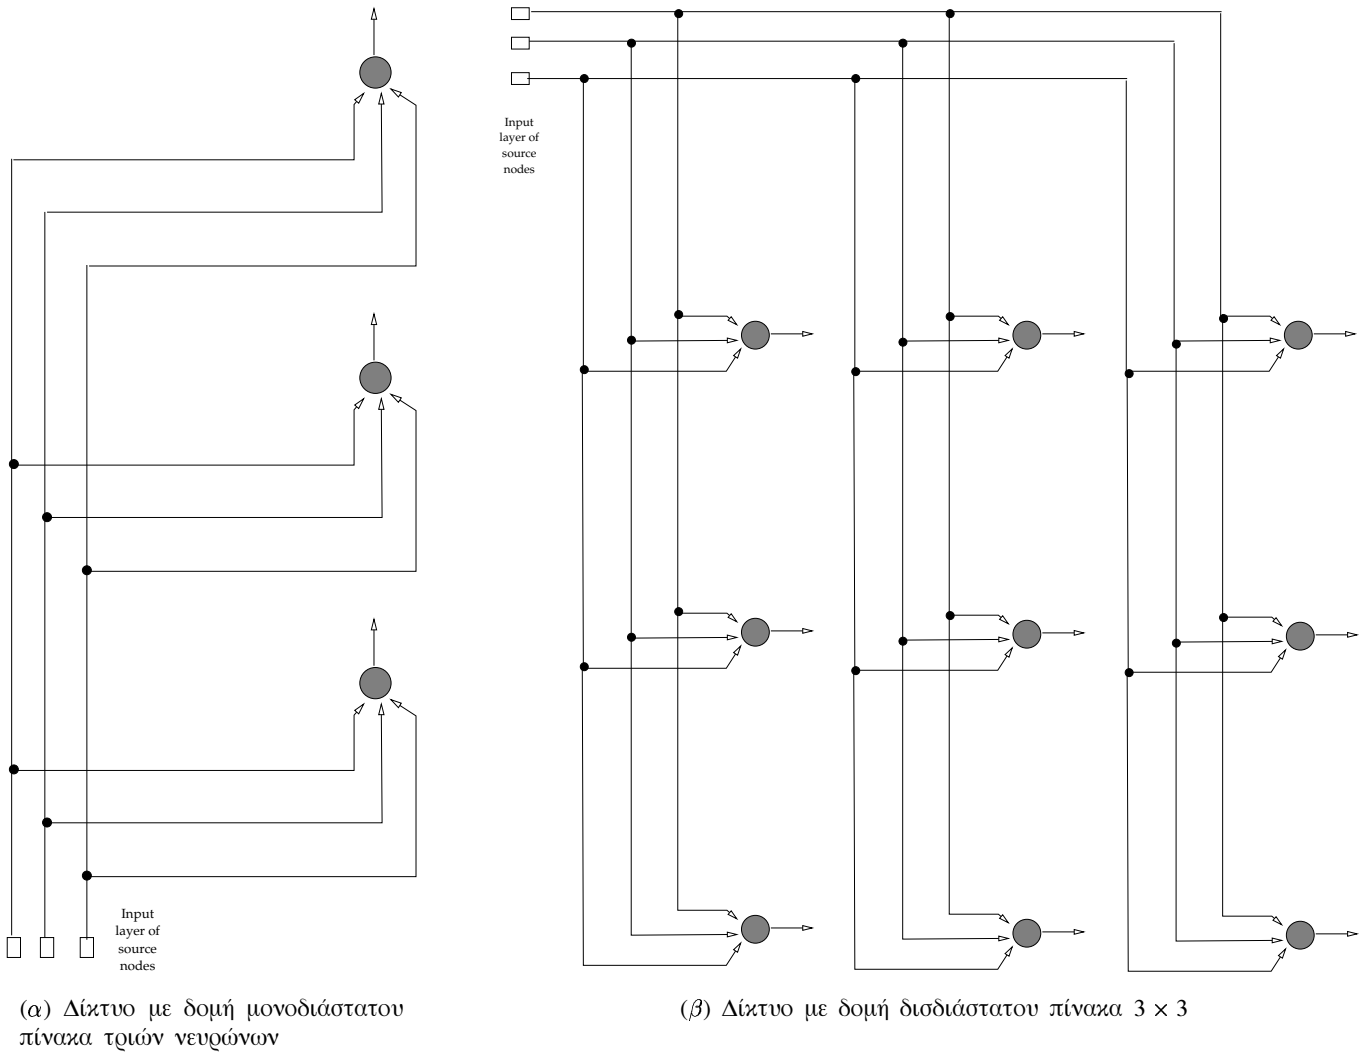 Input
layer of
source
nodes
Input
layer of
source
nodes
(α) Δίκτυο με δομή μονοδιάστατου
πίνακα τριών νευρώνων
(β) Δίκτυο με δομή δισδιάστατου πίνακα 3 × 3